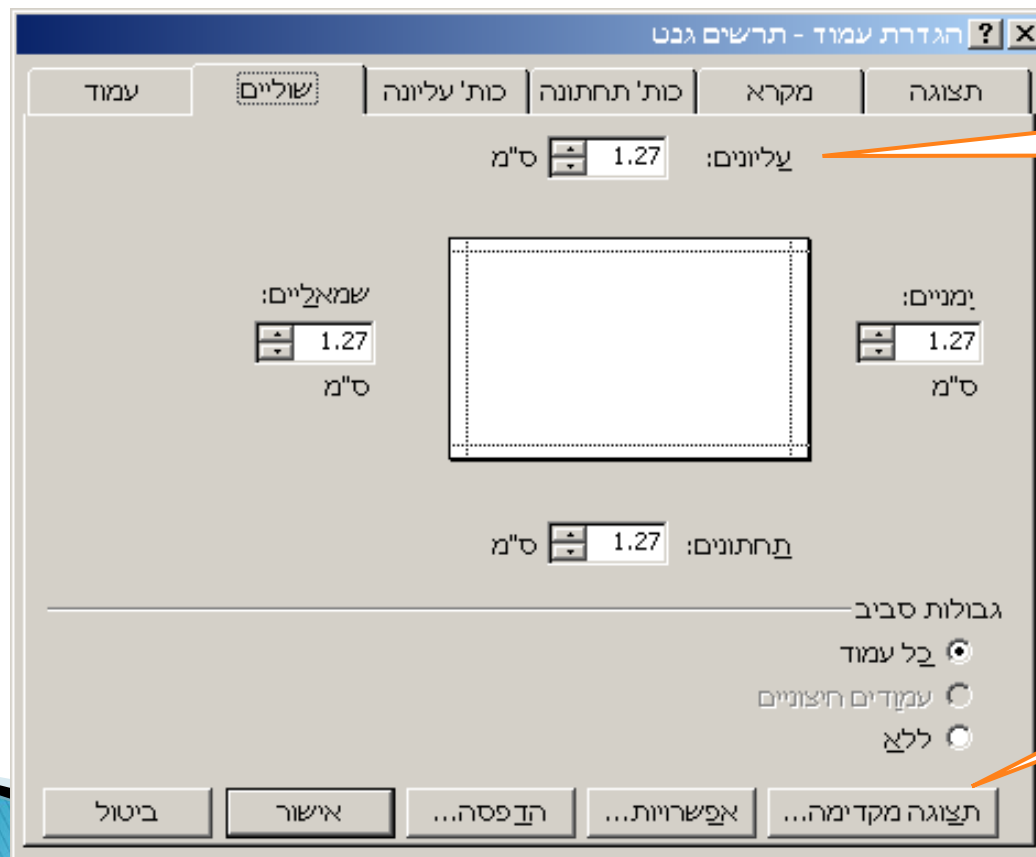 הגדרת עמוד - תרשים גנט
עמוד שוליים כות' עליונה כות' תחתונה מקרא תצוגה
עליונים: 1.27 ס"מ
ימניים: שמאליים:
1.27 1.27
ס"מ ס"מ
תחתונים: 1.27 ס"מ
גבולות סביב
כל עמוד
עמודים חיצוניים
ללא
תצוגה מקדימה... אפשרויות... הדפסה... אישור ביטול